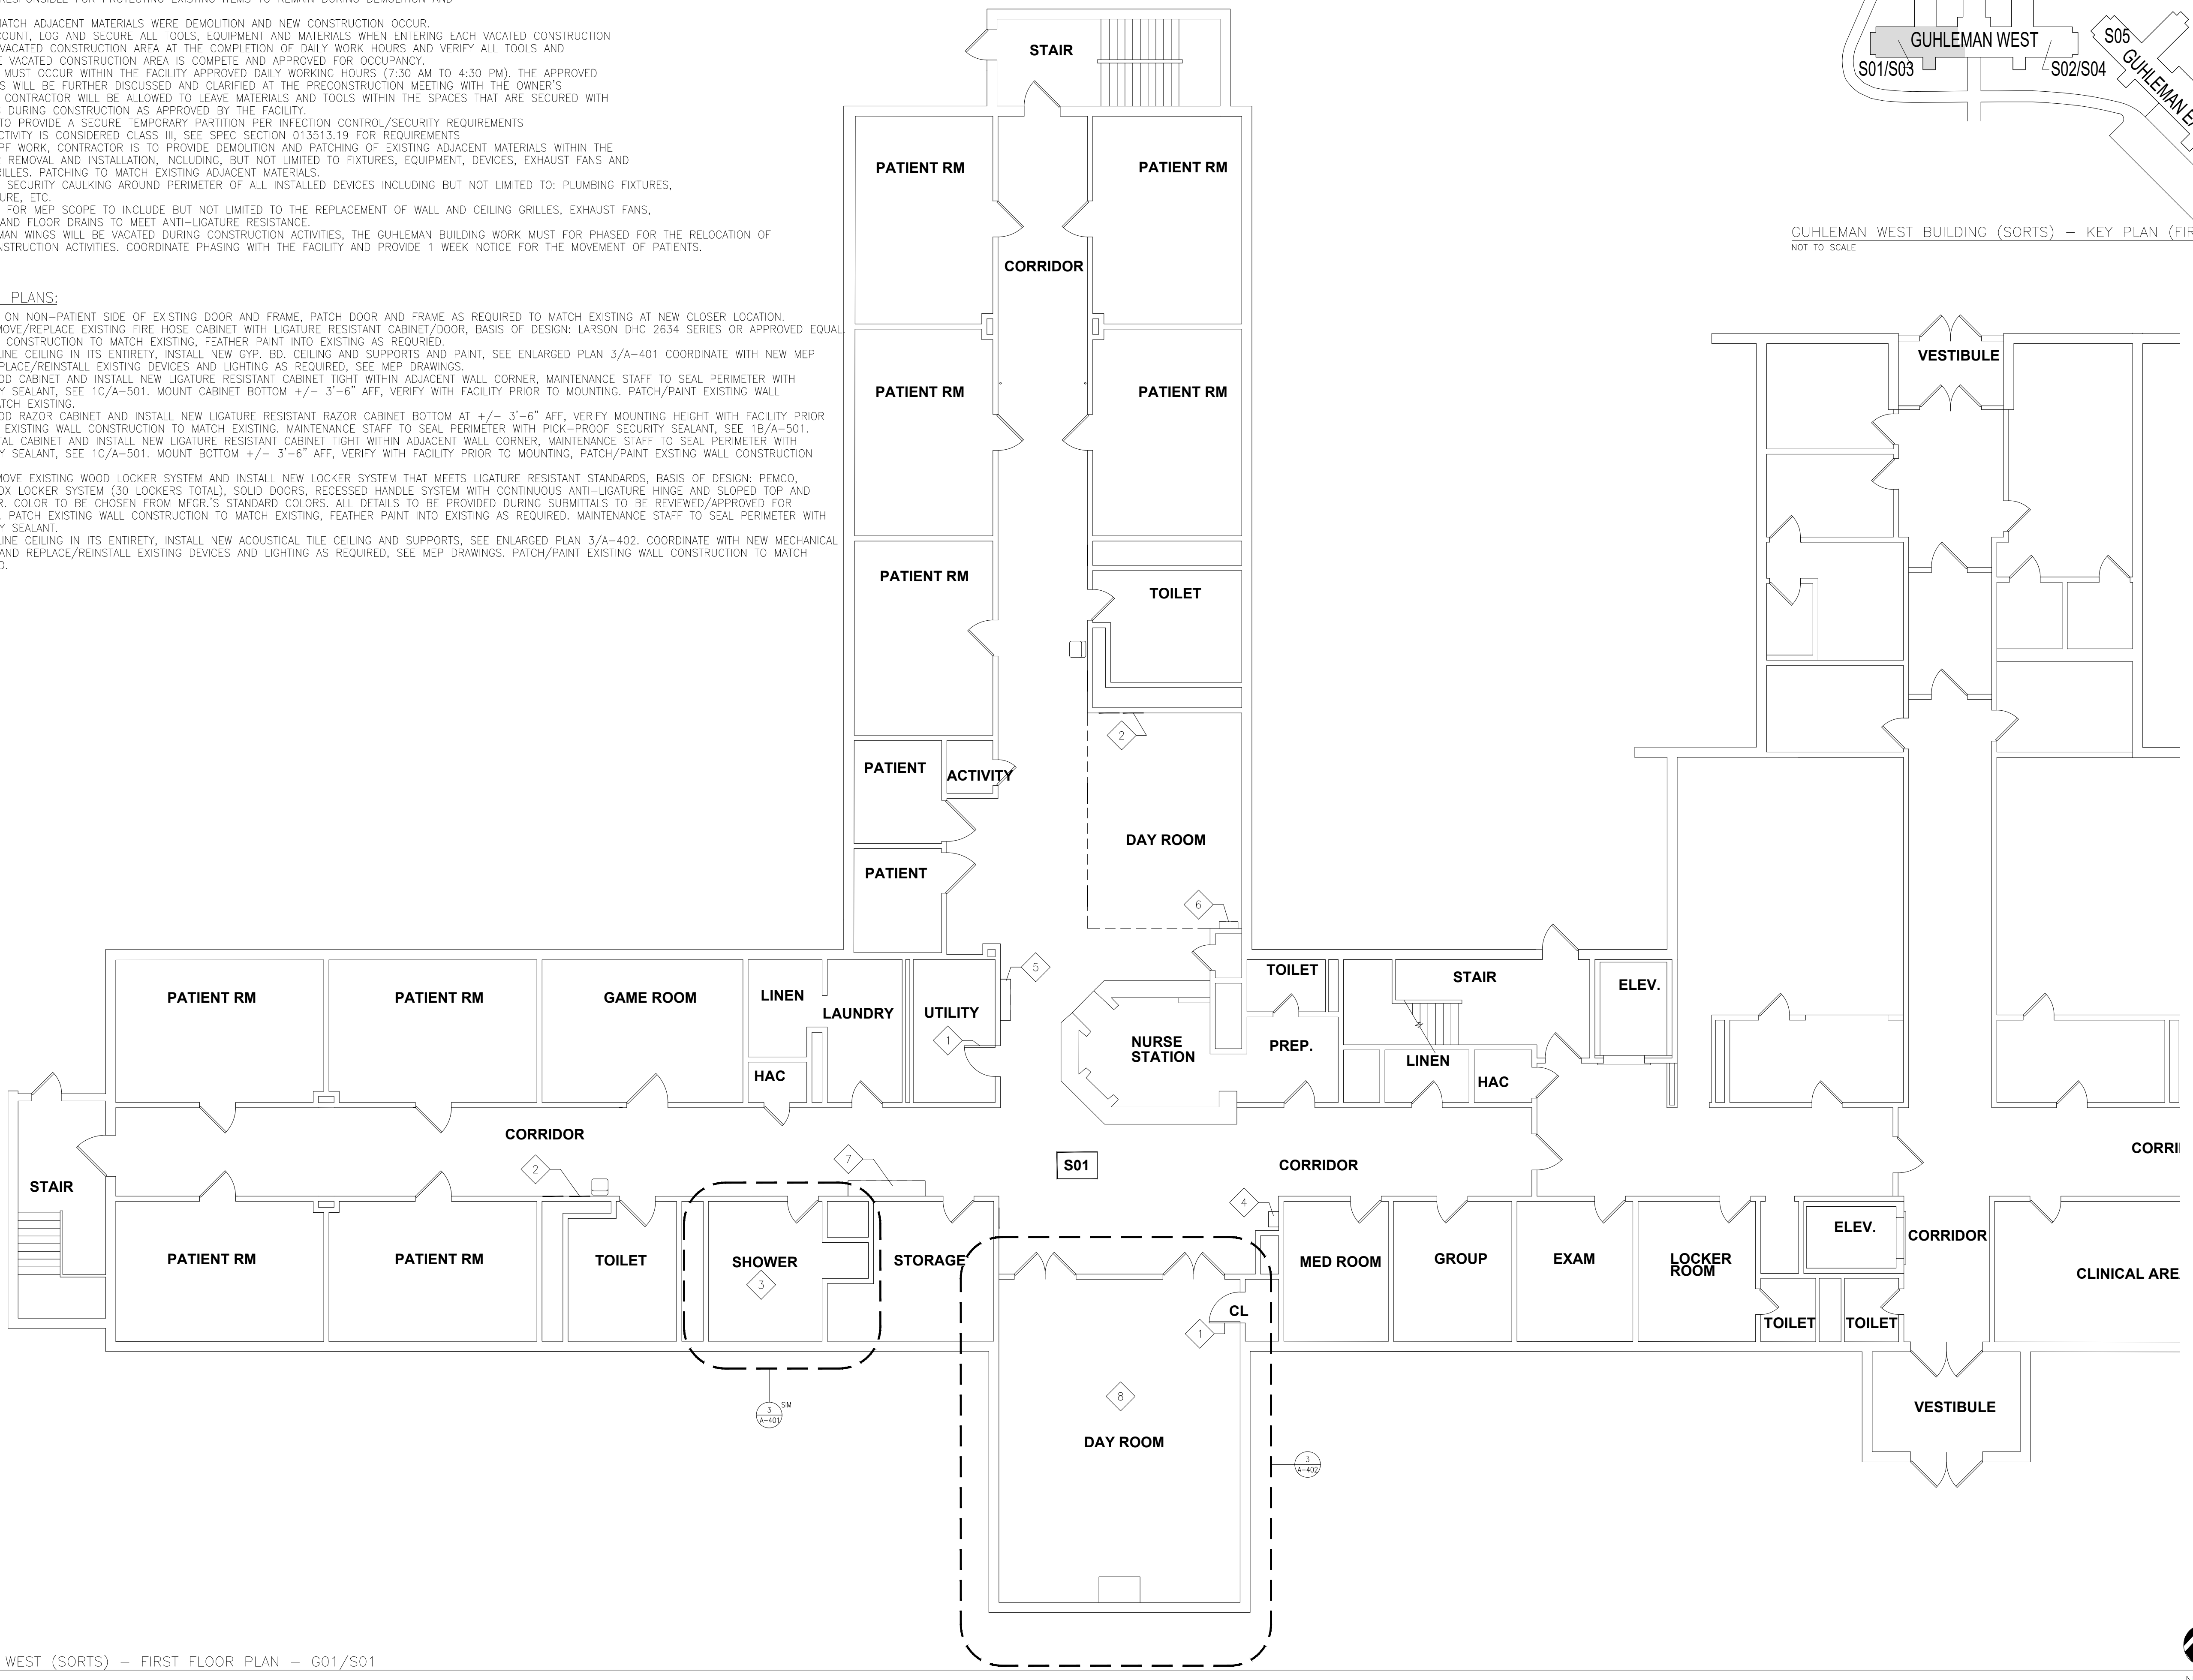 RESPONSIBLE FOR PROTECTING EXISTING ITEMS TO REMAIN DURING DEMOLITION AND
MATCH ADJACENT MATERIALS WERE DEMOLITION AND NEW CONSTRUCTION OCCUR.
COUNT, LOG AND SECURE ALL TOOLS, EQUIPMENT AND MATERIALS WHEN ENTERING EACH VACATED CONSTRUCTION
VACATED CONSTRUCTION AREA AT THE COMPLETION OF DAILY WORK HOURS AND VERIFY ALL TOOLS AND
VACATED CONSTRUCTION AREA IS COMPETE AND APPROVED FOR OCCUPANCY.
MUST OCCUR WITHIN THE FACILITY APPROVED DAILY WORKING HOURS (7:30 AM TO 4:30 PM). THE APPROVED
WILL BE FURTHER DISCUSSED AND CLARIFIED AT THE PRECONSTRUCTION MEETING WITH THE OWNER'S
CONTRACTOR WILL BE ALLOWED TO LEAVE MATERIALS AND TOOLS WITHIN THE SPACES THAT ARE SECURED WITH
DURING CONSTRUCTION AS APPROVED BY THE FACILITY.
TO PROVIDE A SECURE TEMPORARY PARTITION PER INFECTION CONTROL/SECURITY REQUIREMENTS
ACTIVITY IS CONSIDERED CLASS III, SEE SPEC SECTION 013513.19 FOR REQUIREMENTS
PF WORK, CONTRACTOR IS TO PROVIDE DEMOLITION AND PATCHING OF EXISTING ADJACENT MATERIALS WITHIN THE
REMOVAL AND INSTALLATION, INCLUDING, BUT NOT LIMITED TO FIXTURES, EQUIPMENT, DEVICES, EXHAUST FANS AND
GRILLES. PATCHING TO MATCH EXISTING ADJACENT MATERIALS.
SECURITY CAULKING AROUND PERIMETER OF ALL INSTALLED DEVICES INCLUDING BUT NOT LIMITED TO: PLUMBING FIXTURES,
URE, ETC.
FOR MEP SCOPE TO INCLUDE BUT NOT LIMITED TO THE REPLACEMENT OF WALL AND CEILING GRILLES, EXHAUST FANS,
AND FLOOR DRAINS TO MEET ANTI-LIGATURE RESISTANCE.
MAN WINGS WILL BE VACATED DURING CONSTRUCTION ACTIVITIES, THE GUHLEMAN BUILDING WORK MUST FOR PHASED FOR THE RELOCATION OF
NSTRUCTION ACTIVITIES. COORDINATE PHASING WITH THE FACILITY AND PROVIDE 1 WEEK NOTICE FOR THE MOVEMENT OF PATIENTS.
PLANS:
ON NON-PATIENT SIDE OF EXISTING DOOR AND FRAME, PATCH DOOR AND FRAME AS REQUIRED TO MATCH EXISTING AT NEW CLOSER LOCATION.
MOVE/REPLACE EXISTING FIRE HOSE CABINET WITH LIGATURE RESISTANT CABINET/DOOR, BASIS OF DESIGN: LARSON DHC 2634 SERIES OR APPROVED EQUAL.
CONSTRUCTION TO MATCH EXISTING, FEATHER PAINT INTO EXISTING AS REQURIED.
LINE CEILING IN ITS ENTIRETY, INSTALL NEW GYP. BD. CEILING AND SUPPORTS AND PAINT, SEE ENLARGED PLAN 3/A-401 COORDINATE WITH NEW MEP
PLACE/REINSTALL EXISTING DEVICES AND LIGHTING AS REQUIRED, SEE MEP DRAWINGS.
OD CABINET AND INSTALL NEW LIGATURE RESISTANT CABINET TIGHT WITHIN ADJACENT WALL CORNER, MAINTENANCE STAFF TO SEAL PERIMETER WITH
Y SEALANT, SEE 1C/A-501. MOUNT CABINET BOTTOM +/- 3'-6" AFF, VERIFY WITH FACILITY PRIOR TO MOUNTING. PATCH/PAINT EXISTING WALL
ATCH EXISTING.
OD RAZOR CABINET AND INSTALL NEW LIGATURE RESISTANT RAZOR CABINET BOTTOM AT +/- 3'-6" AFF, VERIFY MOUNTING HEIGHT WITH FACILITY PRIOR
EXISTING WALL CONSTRUCTION TO MATCH EXISTING. MAINTENANCE STAFF TO SEAL PERIMETER WITH PICK-PROOF SECURITY SEALANT, SEE 1B/A-501.
TAL CABINET AND INSTALL NEW LIGATURE RESISTANT CABINET TIGHT WITHIN ADJACENT WALL CORNER, MAINTENANCE STAFF TO SEAL PERIMETER WITH
Y SEALANT, SEE 1C/A-501. MOUNT BOTTOM +/- 3'-6" AFF, VERIFY WITH FACILITY PRIOR TO MOUNTING, PATCH/PAINT EXSTING WALL CONSTRUCTION
MOVE EXISTING WOOD LOCKER SYSTEM AND INSTALL NEW LOCKER SYSTEM THAT MEETS LIGATURE RESISTANT STANDARDS, BASIS OF DESIGN: PEMCO,
OX LOCKER SYSTEM (30 LOCKERS TOTAL), SOLID DOORS, RECESSED HANDLE SYSTEM WITH CONTINUOUS ANTI-LIGATURE HINGE AND SLOPED TOP AND
R. COLOR TO BE CHOSEN FROM MFGR.'S STANDARD COLORS. ALL DETAILS TO BE PROVIDED DURING SUBMITTALS TO BE REVIEWED/APPROVED FOR
PATCH EXISTING WALL CONSTRUCTION TO MATCH EXISTING, FEATHER PAINT INTO EXISTING AS REQUIRED. MAINTENANCE STAFF TO SEAL PERIMETER WITH
Y SEALANT.
LINE CEILING IN ITS ENTIRETY, INSTALL NEW ACOUSTICAL TILE CEILING AND SUPPORTS, SEE ENLARGED PLAN 3/A-402. COORDINATE WITH NEW MECHANICAL
AND REPLACE/REINSTALL EXISTING DEVICES AND LIGHTING AS REQUIRED, SEE MEP DRAWINGS. PATCH/PAINT EXISTING WALL CONSTRUCTION TO MATCH
D.
GUHLEMAN WEST
S01/S03
S02/S04
S05
GUHLEMAN EA
GUHLEMAN WEST BUILDING (SORTS) – KEY PLAN (FIR
NOT TO SCALE
STAIR
PATIENT RM
PATIENT RM
CORRIDOR
PATIENT RM
PATIENT RM
VESTIBULE
PATIENT RM
TOILET
2
PATIENT
ACTIVITY
DAY ROOM
PATIENT
6
5
TOILET
STAIR
ELEV.
PATIENT RM
PATIENT RM
GAME ROOM
LINEN
LAUNDRY
UTILITY
1
NURSE
STATION
PREP.
LINEN
HAC
HAC
CORRIDOR
2
7
S01
CORRIDOR
CORRI
STAIR
4
PATIENT RM
PATIENT RM
TOILET
SHOWER
3
STORAGE
MED ROOM
GROUP
EXAM
LOCKER
ROOM
ELEV.
CORRIDOR
CLINICAL ARE
CL
1
TOILET
TOILET
8
3
A-401
SIM
DAY ROOM
VESTIBULE
3
A-402
WEST (SORTS) – FIRST FLOOR PLAN – G01/S01